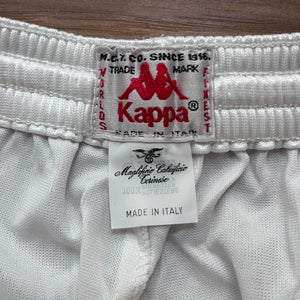 M.C.T. CO. SINCE 1916.
TRADE MARK
WORLDS
FINEST
Kappa®
MADE IN ITALY
Maglificio Calzificio
Torinese
MADE IN ITALY